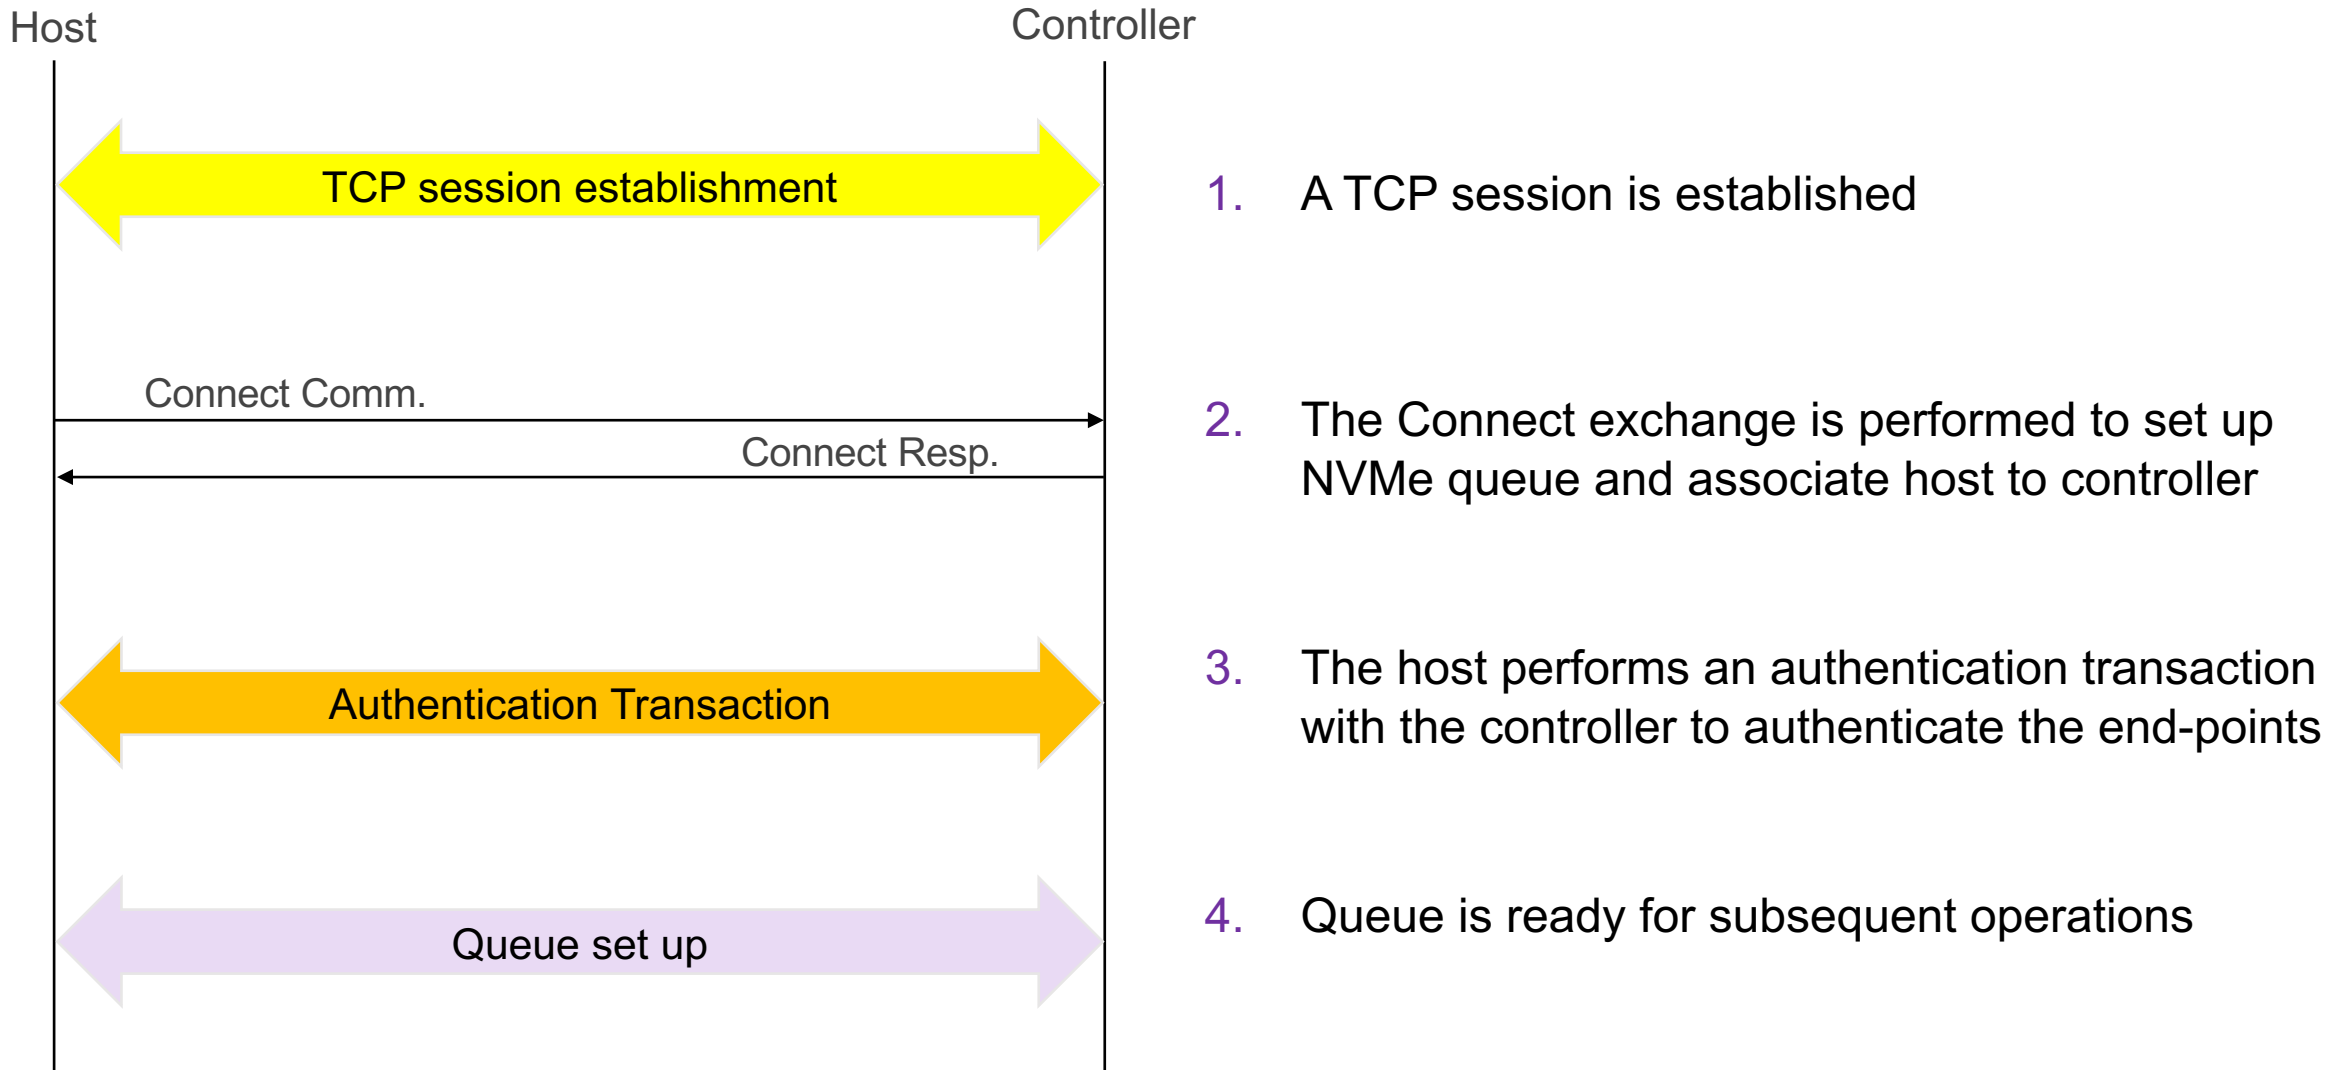 Host
Controller
TCP session establishment
1. A TCP session is established
Connect Comm.
Connect Resp.
2. The Connect exchange is performed to set up
NVMe queue and associate host to controller
Authentication Transaction
3. The host performs an authentication transaction
with the controller to authenticate the end-points
Queue set up
4. Queue is ready for subsequent operations